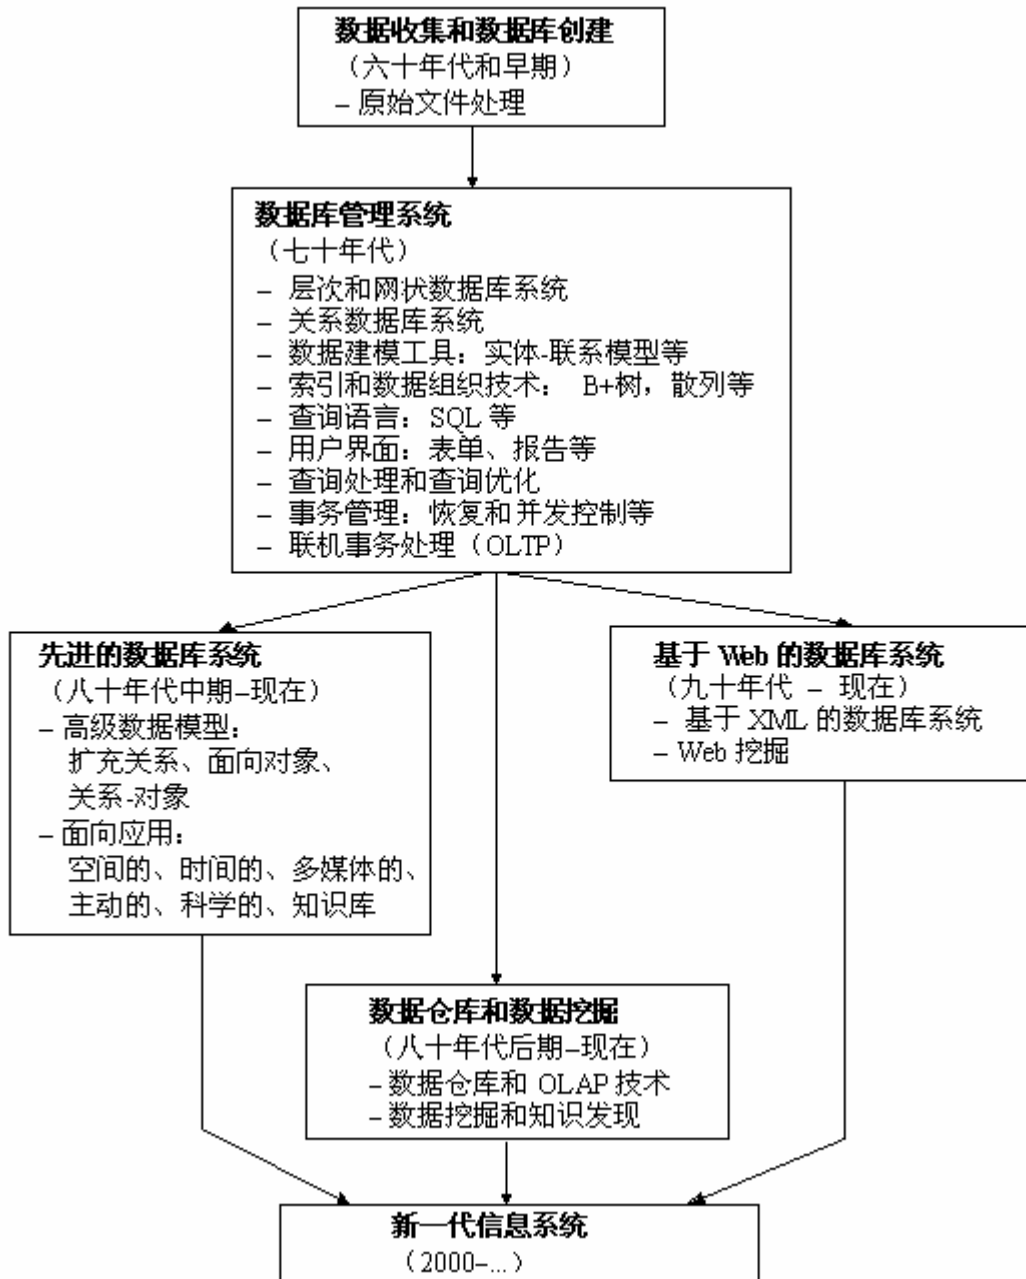 数据收集和数据库创建
（六十年代和早期）
– 原始文件处理
数据库管理系统
（七十年代）
– 层次和网状数据库系统
– 关系数据库系统
– 数据建模工具：实体-联系模型等
– 索引和数据组织技术： B+树，散列等
– 查询语言：SQL 等
– 用户界面：表单、报告等
– 查询处理和查询优化
– 事务管理：恢复和并发控制等
– 联机事务处理（OLTP）
先进的数据库系统
（八十年代中期–现在）
– 高级数据模型：
扩充关系、面向对象、
关系-对象
– 面向应用：
空间的、时间的、多媒体的、
主动的、科学的、知识库
基于 Web 的数据库系统
（九十年代 – 现在）
– 基于 XML 的数据库系统
– Web 挖掘
数据仓库和数据挖掘
（八十年代后期–现在）
– 数据仓库和 OLAP 技术
– 数据挖掘和知识发现
新一代信息系统
（2000–...）